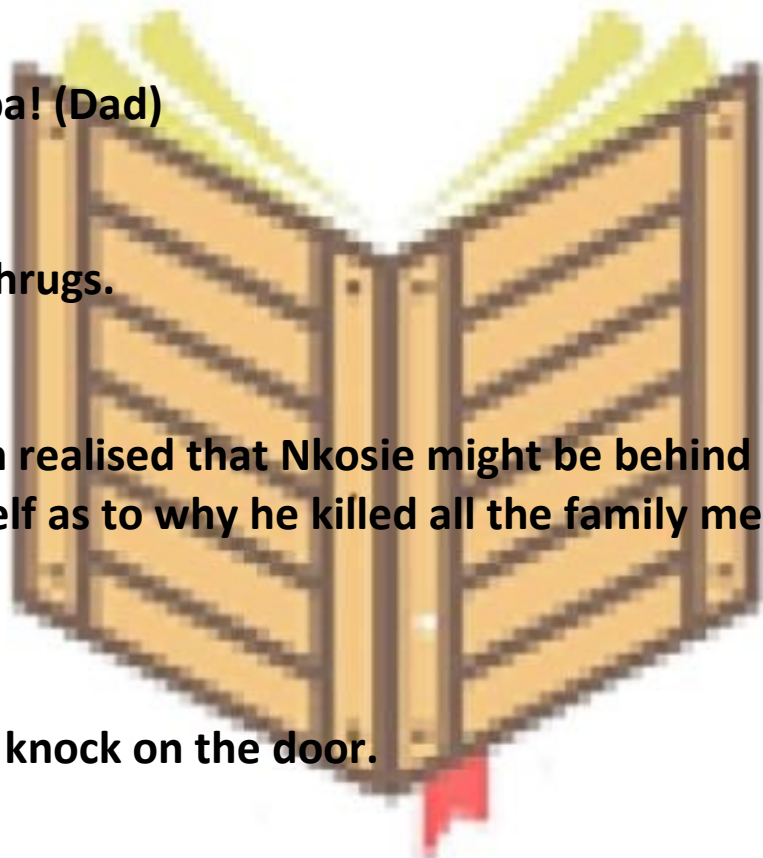 pa! (Dad)
hrugs.
n realised that Nkosie might be behind
elf as to why he killed all the family me
knock on the door.